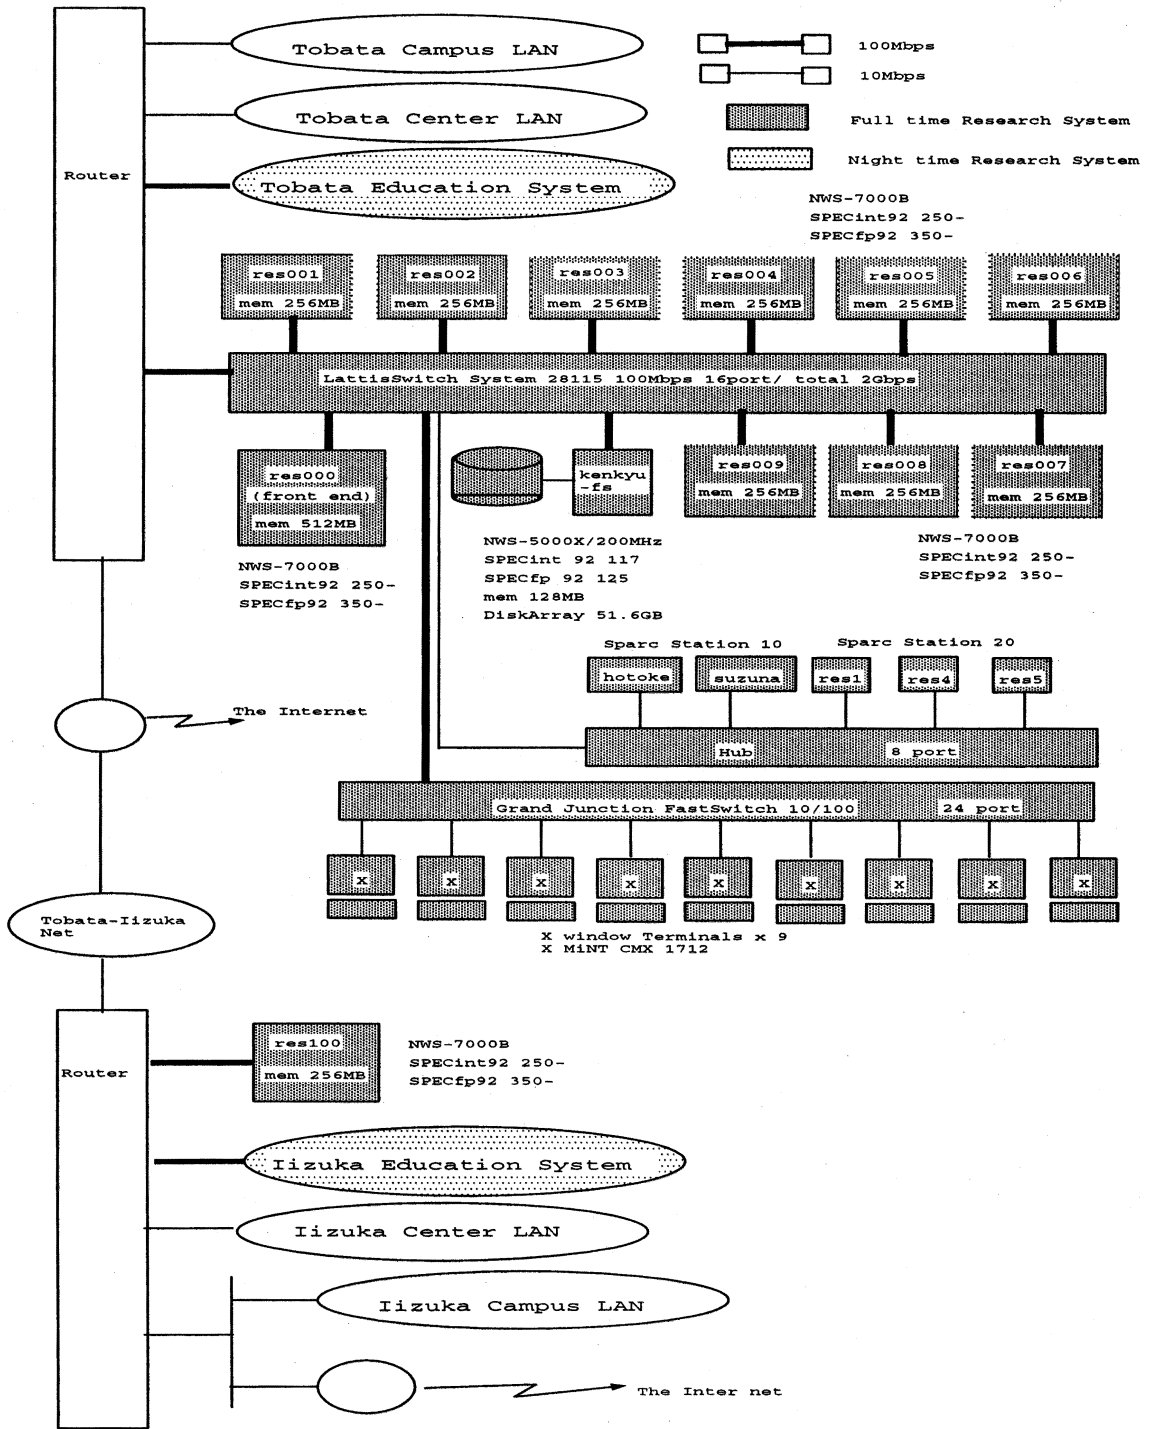 Tobata Campus LAN
100Mbps
10Mbps
Tobata Center LAN
Full time Research System
Night time Research System
Router
Tobata Education System
NWS-7000B
SPECint92 250-
SPECfp92 350-
res001
mem 256MB
res002
mem 256MB
res003
mem 256MB
res004
mem 256MB
res005
mem 256MB
res006
mem 256MB
LattisSwitch System 28115 100Mbps 16port/ total 2Gbps
res000
(front end)
mem 512MB
kenkyu
-fs
res009
mem 256MB
res008
mem 256MB
res007
mem 256MB
NWS-7000B
SPECint92 250-
SPECfp92 350-
NWS-5000X/200MHz
SPECint 92 117
SPECfp 92 125
mem 128MB
DiskArray 51.6GB
NWS-7000B
SPECint92 250-
SPECfp92 350-
Sparc Station 10
Sparc Station 20
hotoke
suzuna
res1
res4
res5
The Internet
Hub
8 port
Grand Junction FastSwitch 10/100
24 port
X
X
X
X
X
X
X
X
X
X window Terminals x 9
X MiNT CMX 1712
Tobata-Iizuka
Net
Router
res100
mem 256MB
NWS-7000B
SPECint92 250-
SPECfp92 350-
Iizuka Education System
Iizuka Center LAN
Iizuka Campus LAN
The Inter net